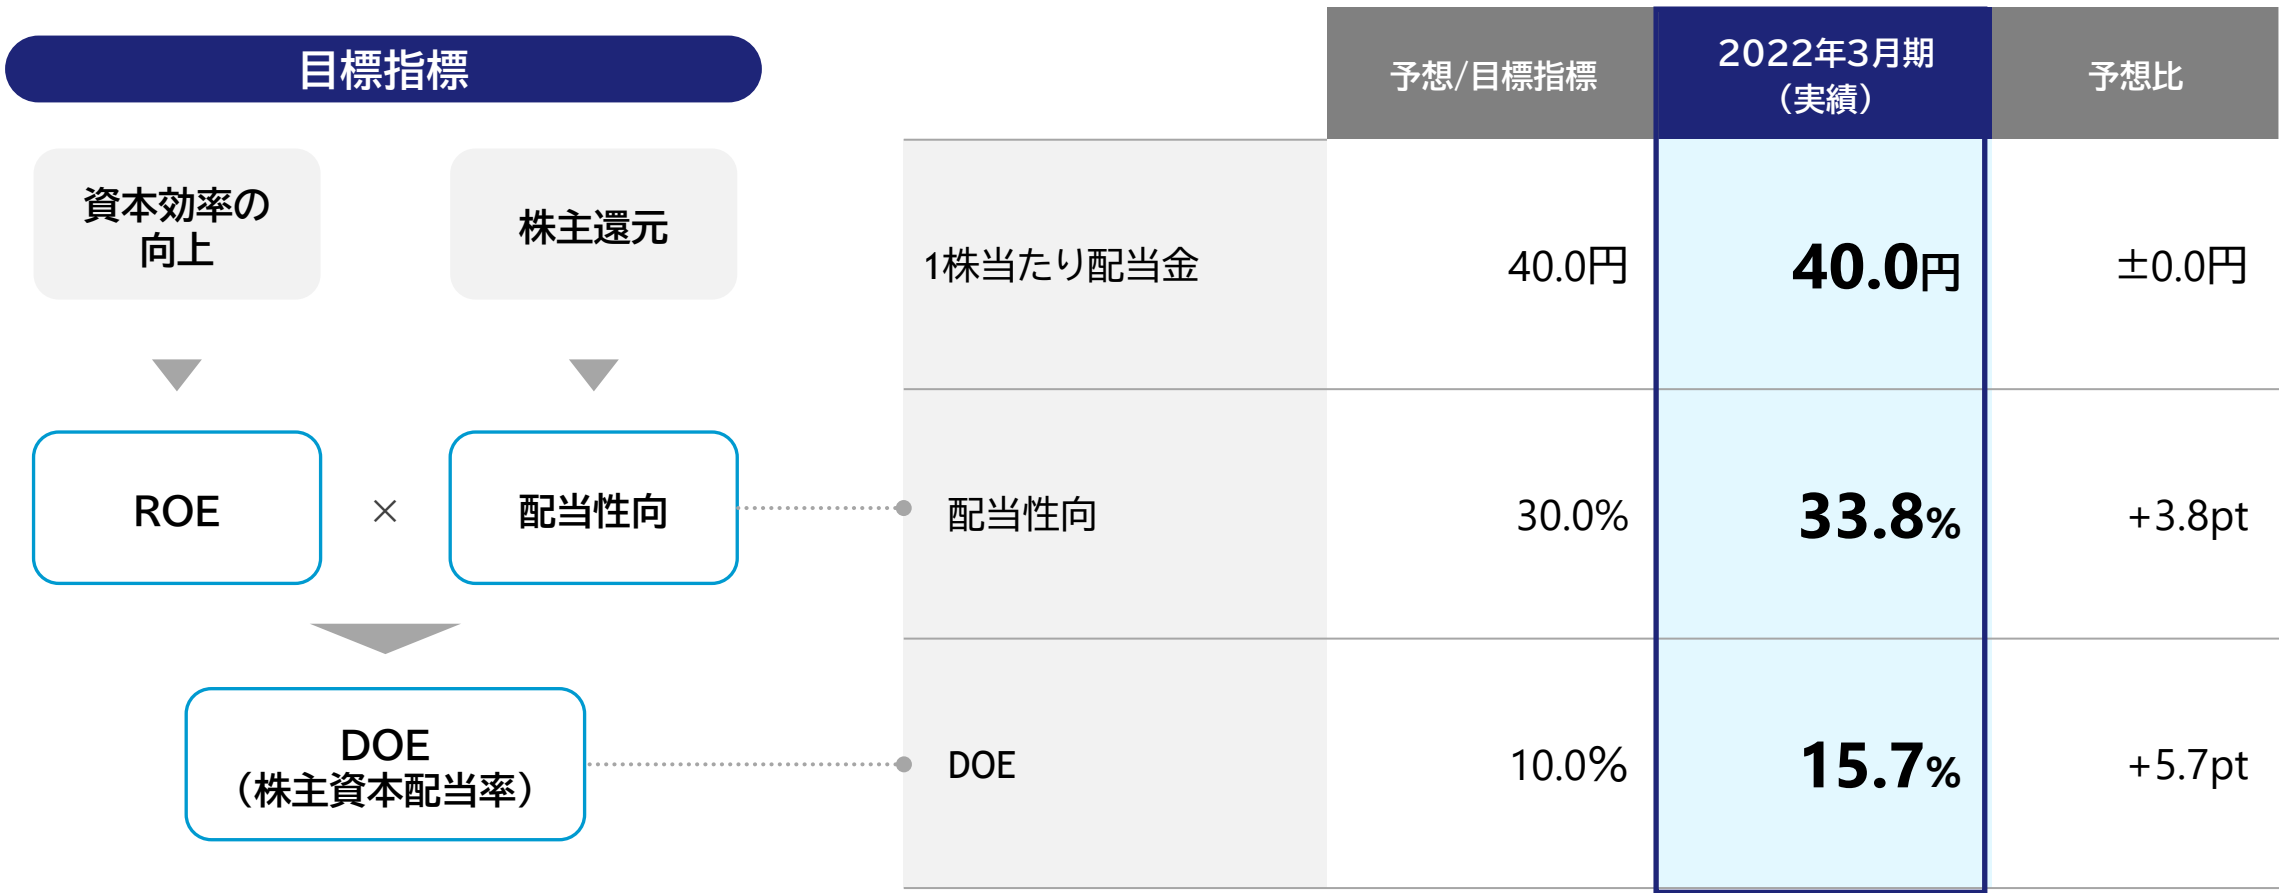 目標指標
資本効率の
向上
株主還元
ROE
×
配当性向
DOE
（株主資本配当率）
予想/目標指標
2022年3月期
（実績）
予想比
1株当たり配当金
40.0円
40.0円
±0.0円
配当性向
30.0%
33.8%
+3.8pt
DOE
10.0%
15.7%
+5.7pt